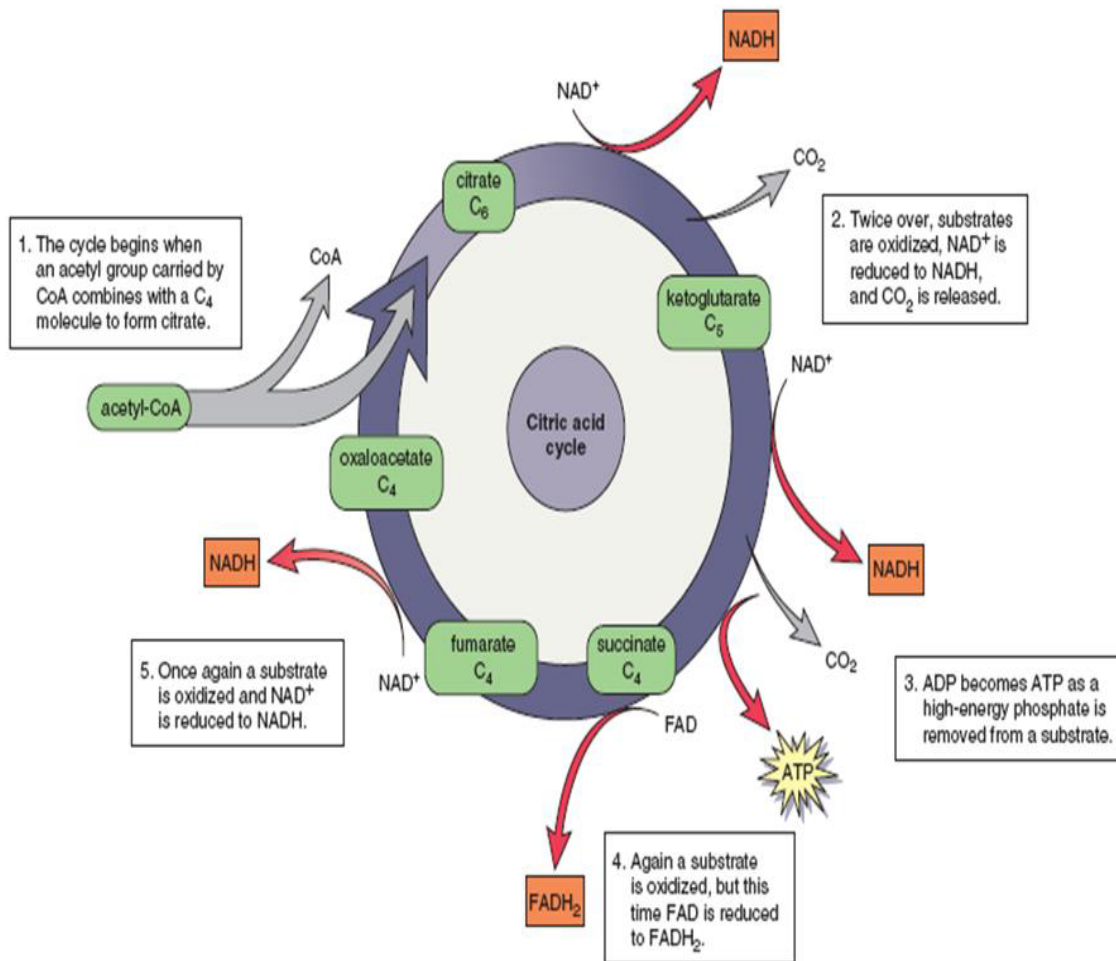 NADH
NAD⁺
CO₂
citrate
C₆
1. The cycle begins when
an acetyl group carried by
CoA combines with a C₄
molecule to form citrate.
CoA
2. Twice over, substrates
are oxidized, NAD⁺ is
reduced to NADH,
and CO₂ is released.
ketoglutarate
C₅
NAD⁺
acetyl-CoA
Citric acid
cycle
oxaloacetate
C₄
NADH
NADH
fumarate
C₄
succinate
C₄
CO₂
NAD⁺
5. Once again a substrate
is oxidized and NAD⁺
is reduced to NADH.
FAD
3. ADP becomes ATP as a
high-energy phosphate is
removed from a substrate.
ATP
4. Again a substrate
is oxidized, but this
time FAD is reduced
to FADH₂.
FADH₂